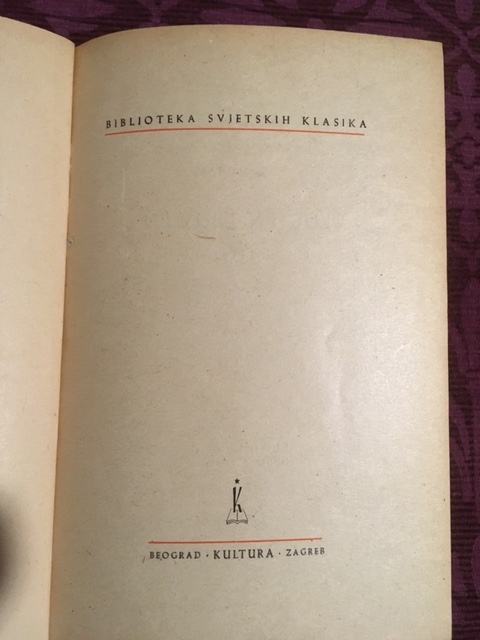 BIBLIOTEKA SVJETSKIH KLASIKA
K
BEOGRAD · KULTURA · ZAGREB